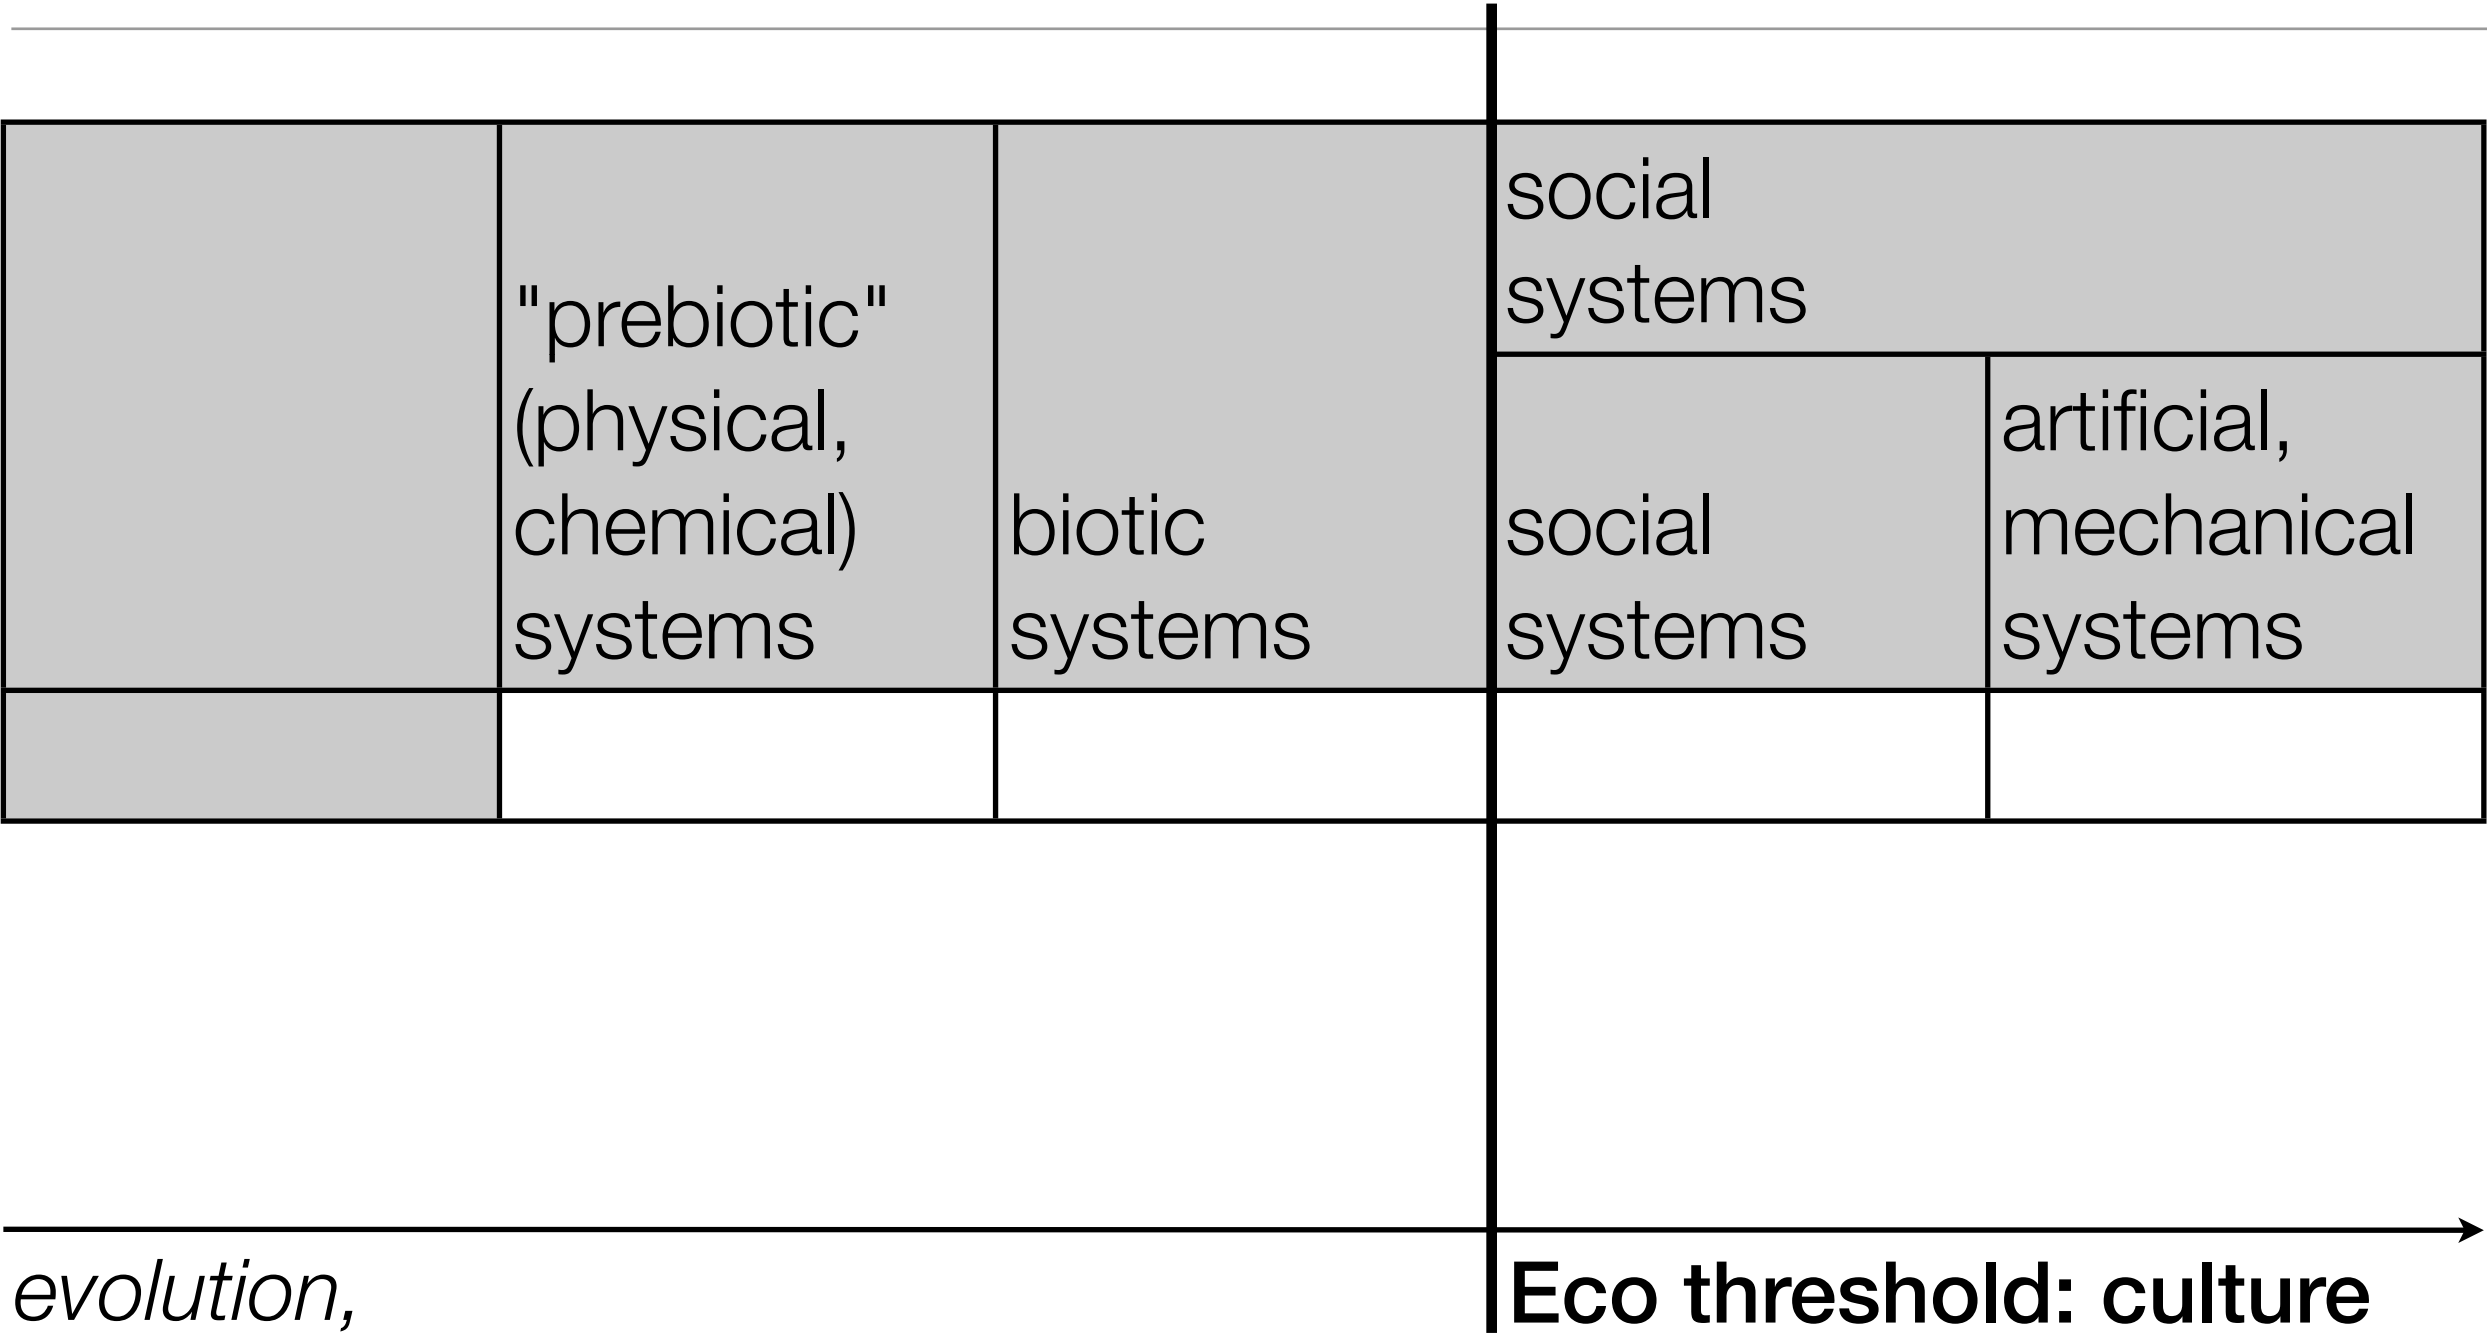 "prebiotic"
(physical,
chemical)
systems
biotic
systems
social
systems
social
systems
artificial,
mechanical
systems
evolution,
Eco threshold: culture